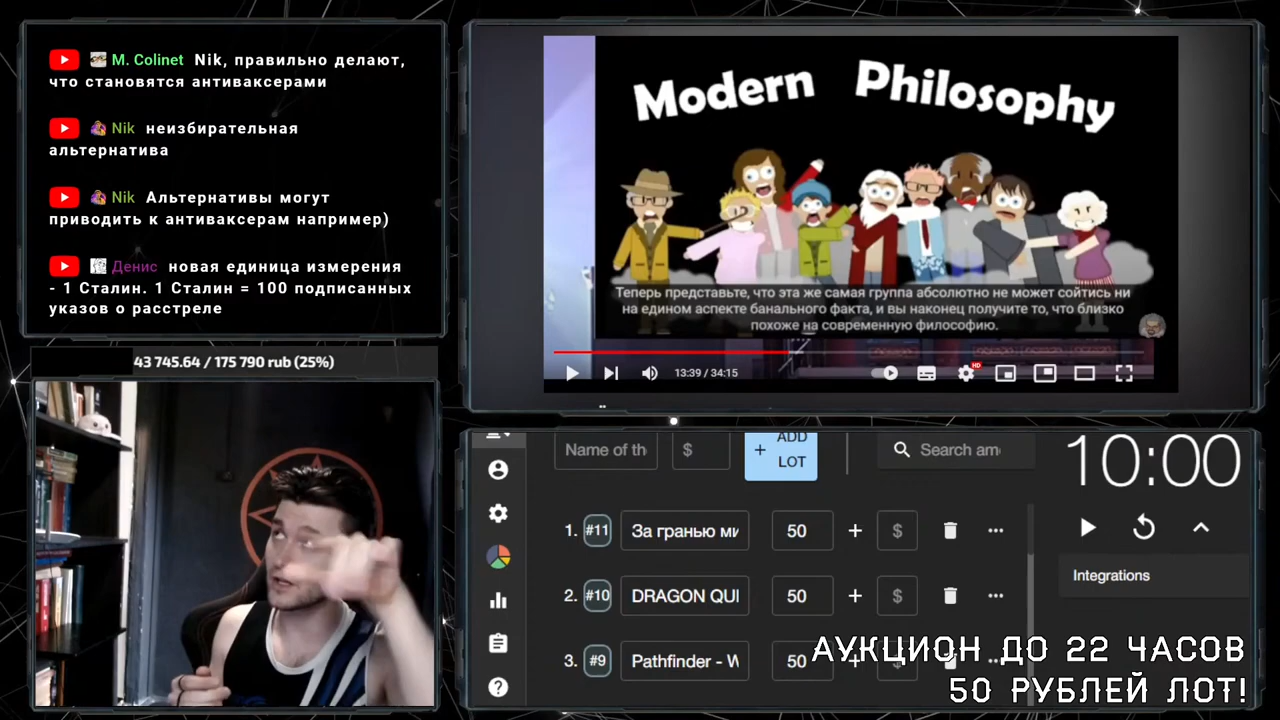 M. Colinet Nik, правильно делают,
что становятся антиваксерами
Nik неизбирательная
альтернатива
Nik Альтернативы могут
приводить к антиваксерам например)
Денис новая единица измерения
- 1 Сталин. 1 Сталин = 100 подписанных
указов о расстреле
43 745.64 / 175 790 rub (25%)
Modern Philosophy
Теперь представьте, что эта же самая группа абсолютно не может сойтись ни
на едином аспекте банального факта, и вы наконец получите то, что близко
похоже на современную философию.
13:39 / 34:15
HD
Name of th $ + ADD
LOT
Search am
10:00
1. #11 За гранью ми 50 + $
Integrations
2. #10 DRAGON QUI 50 + $
3. #9 Pathfinder - W 50
АУКЦИОН ДО 22 ЧАСОВ
50 РУБЛЕЙ ЛОТ!